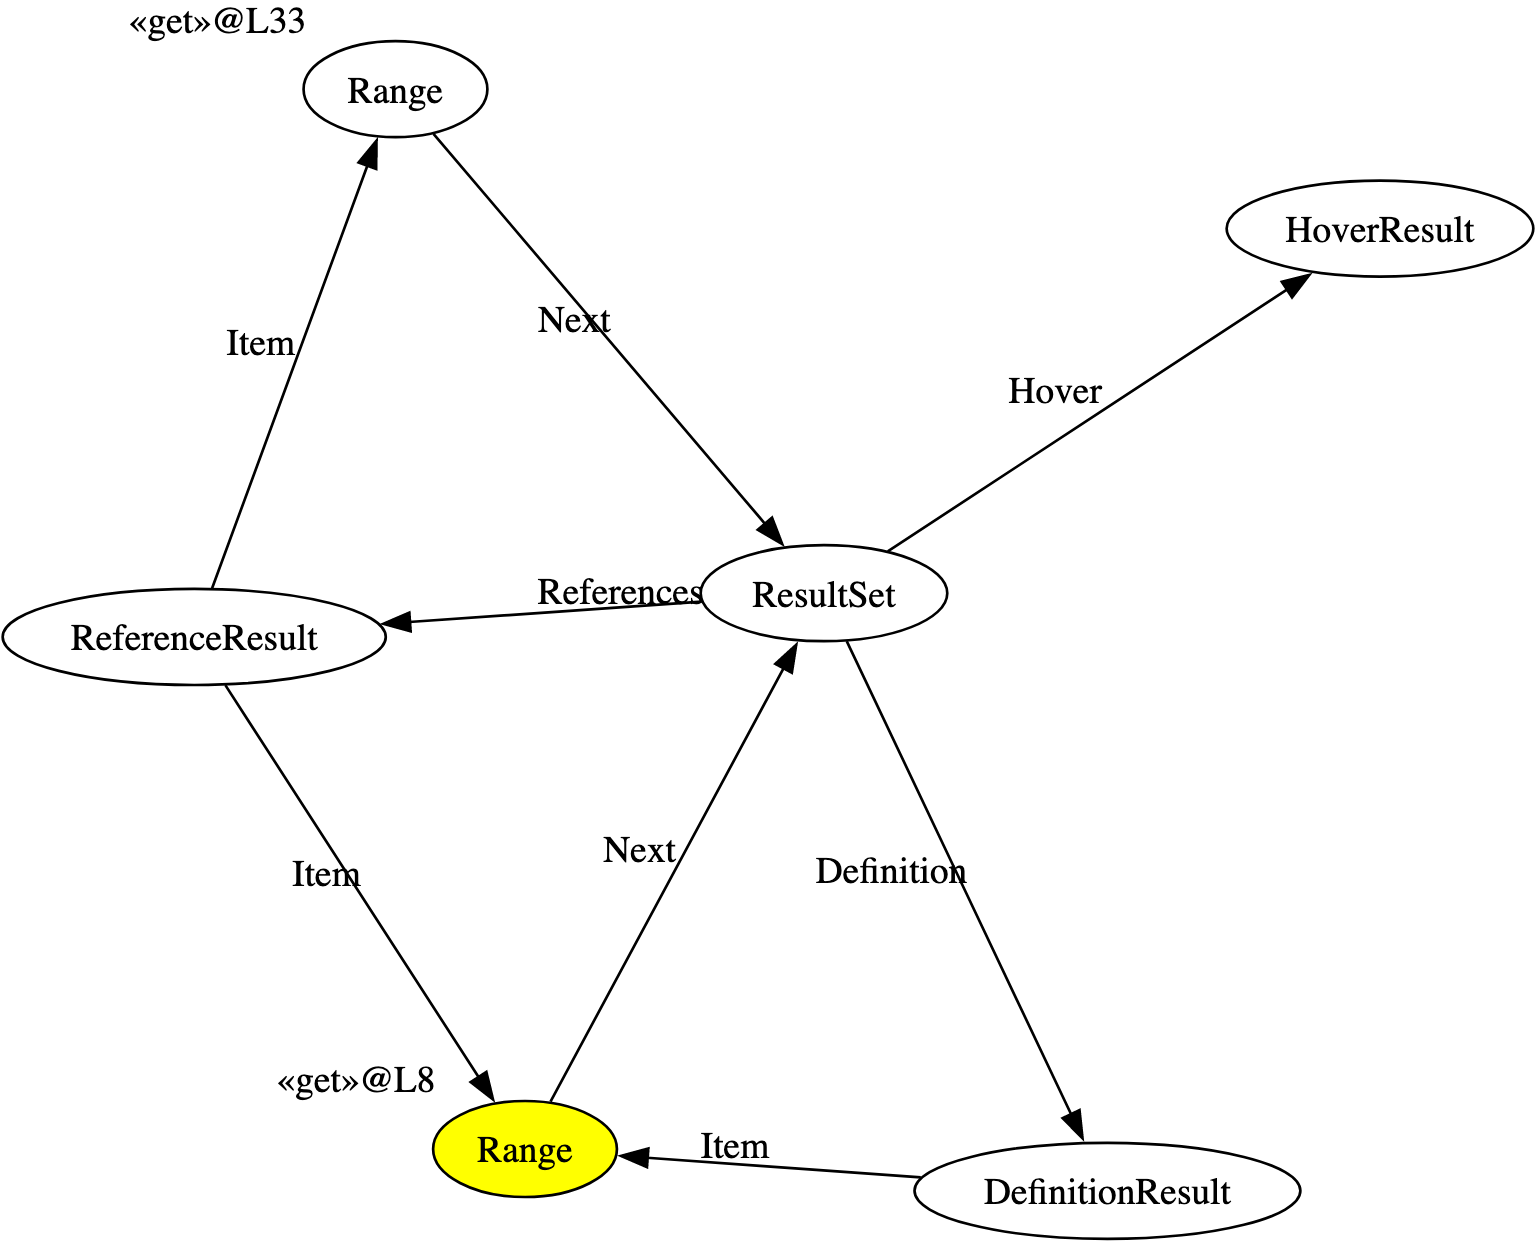 «get»@L33
Range
HoverResult
Item
Next
Hover
References
ResultSet
ReferenceResult
Item
Next
Definition
«get»@L8
Range
Item
DefinitionResult